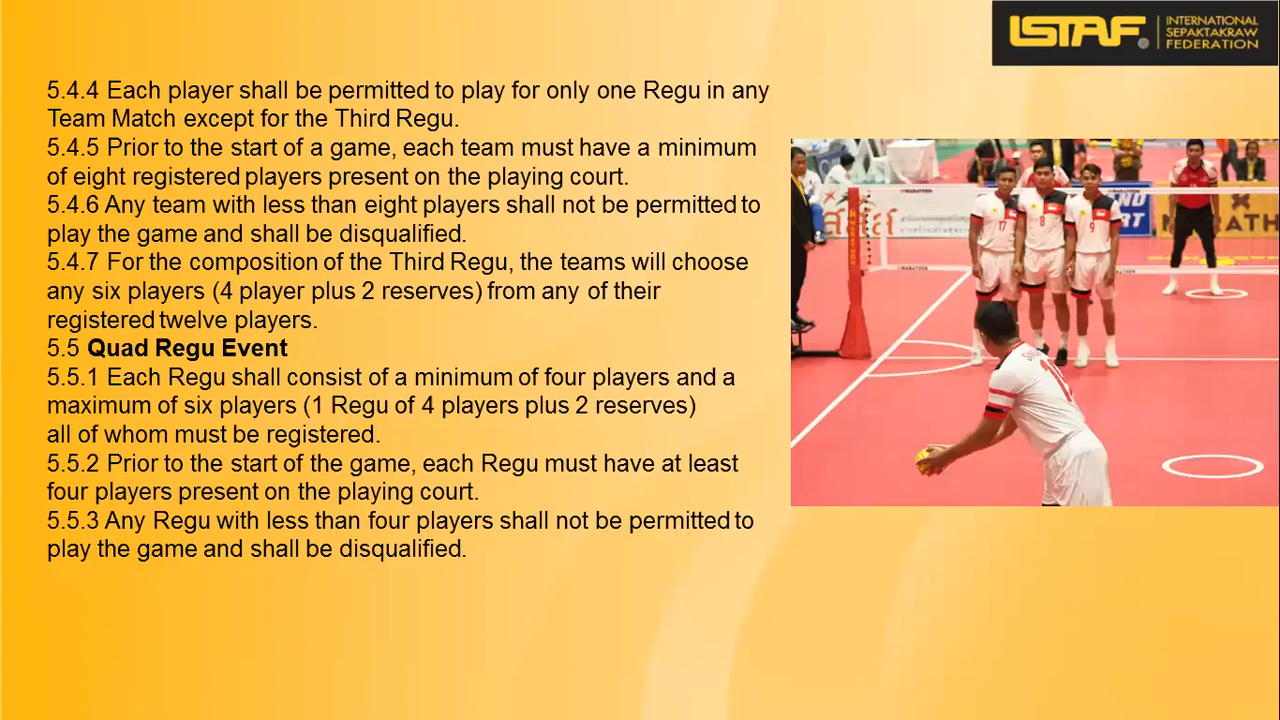 ISTAF
INTERNATIONAL
SEPAKTAKRAW
FEDERATION
5.4.4 Each player shall be permitted to play for only one Regu in any
Team Match except for the Third Regu.
5.4.5 Prior to the start of a game, each team must have a minimum
of eight registered players present on the playing court.
5.4.6 Any team with less than eight players shall not be permitted to
play the game and shall be disqualified.
5.4.7 For the composition of the Third Regu, the teams will choose
any six players (4 player plus 2 reserves) from any of their
registered twelve players.
5.5 Quad Regu Event
5.5.1 Each Regu shall consist of a minimum of four players and a
maximum of six players (1 Regu of 4 players plus 2 reserves)
all of whom must be registered.
5.5.2 Prior to the start of the game, each Regu must have at least
four players present on the playing court.
5.5.3 Any Regu with less than four players shall not be permitted to
play the game and shall be disqualified.
17
8
9
MARATHON